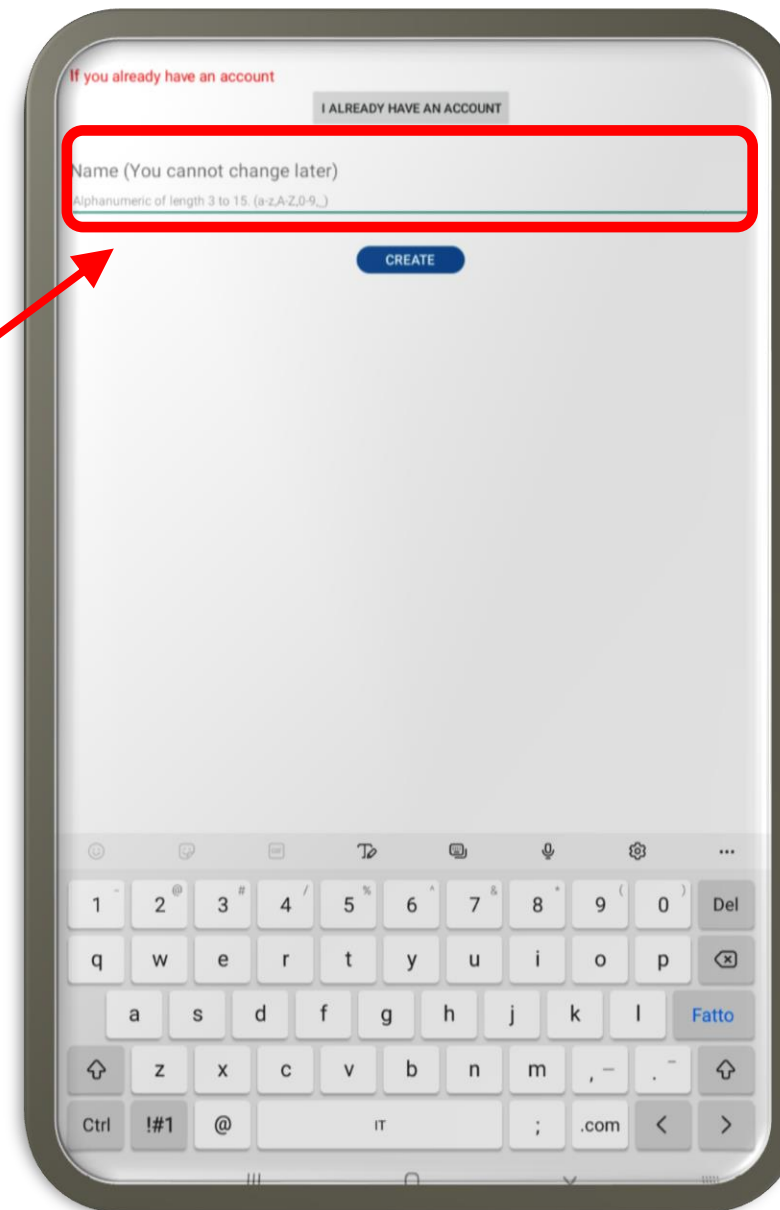 If you already have an account
I ALREADY HAVE AN ACCOUNT
Name (You cannot change later)
Alphanumeric of length 3 to 15. (a-z,A-Z,0-9,_)
CREATE
GIF
1 - 2 @ 3 # 4 / 5 % 6 ^ 7 & 8 * 9 ( 0 ) Del
q w e r t y u i o p
a s d f g h j k l Fatto
z x c v b n m , — . –
Ctrl !#1 @ IT ; .com < >